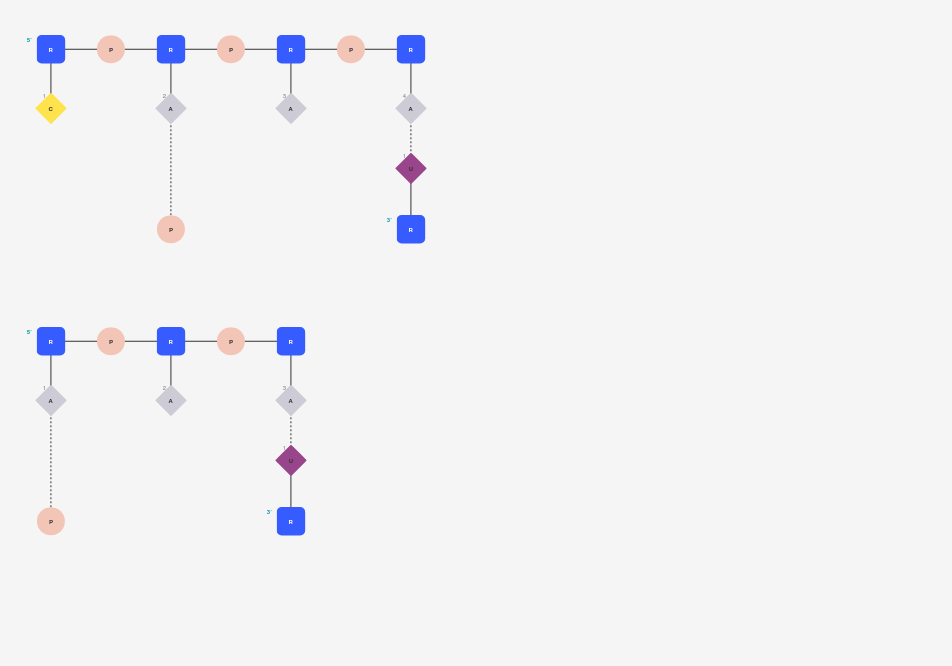 5'
R P R P R P R
1 2 3 4
C A A A
1
U
P
3' R
5'
R P R P R
1 2 3
A A A
1
U
P
3' R